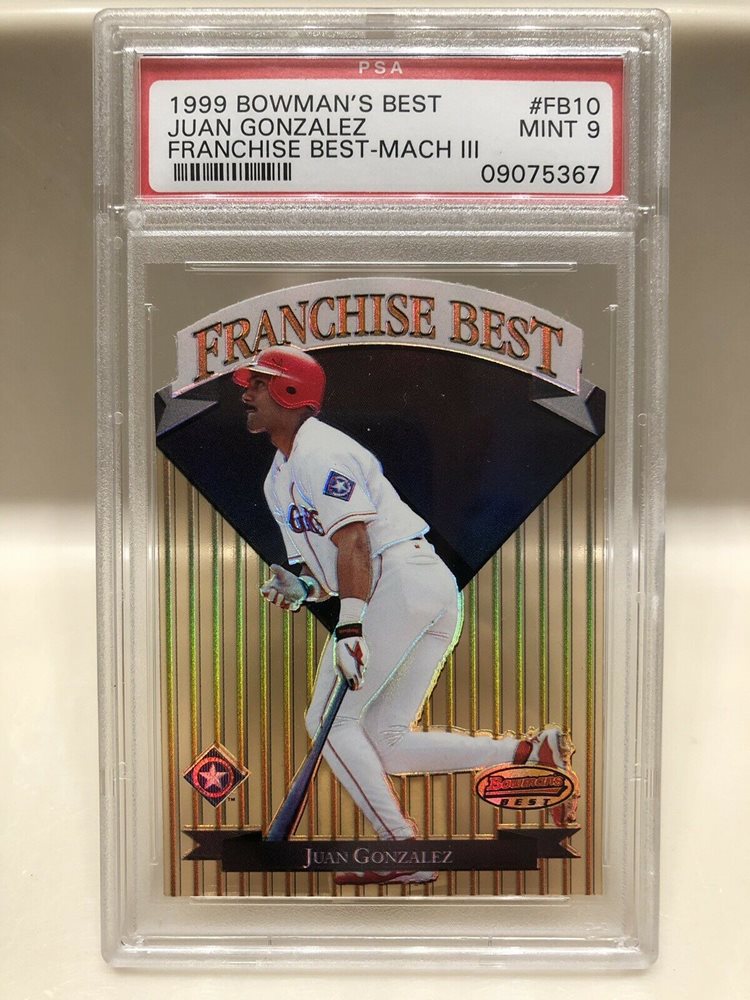 PSA
1999 BOWMAN'S BEST #FB10
JUAN GONZALEZ MINT 9
FRANCHISE BEST-MACH III
09075367
FRANCHISE BEST
BOWMAN'S
BEST
TM
JUAN GONZALEZ